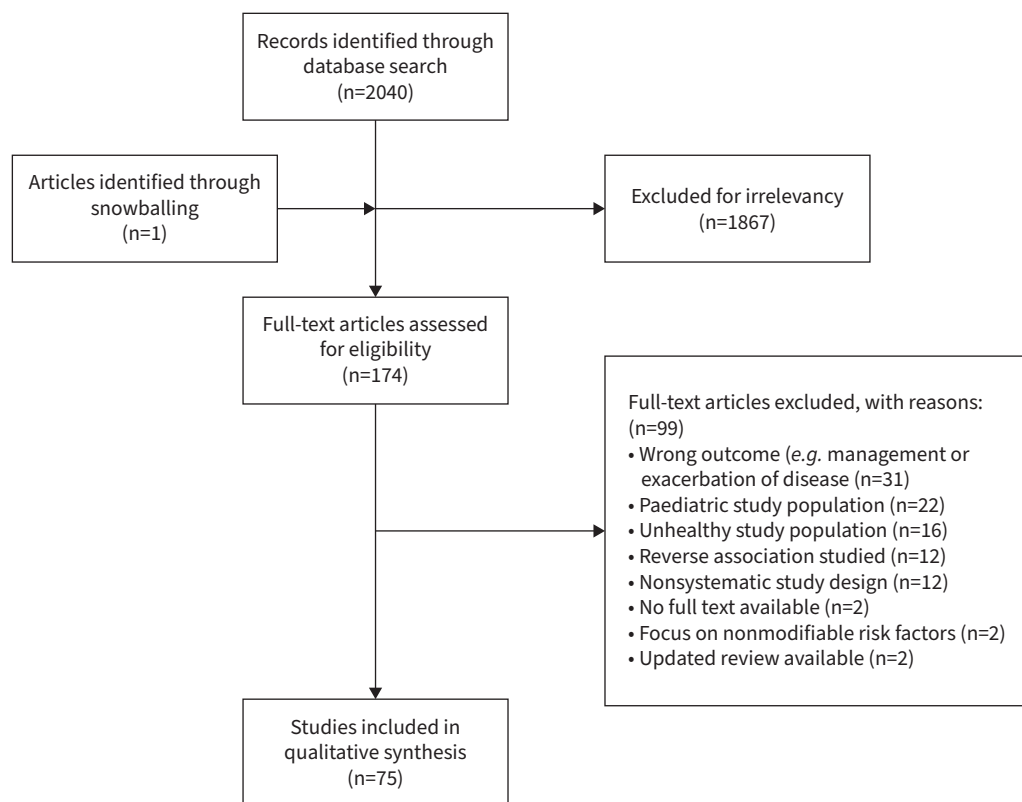 Records identified through
database search
(n=2040)
Articles identified through
snowballing
(n=1)
Excluded for irrelevancy
(n=1867)
Full-text articles assessed
for eligibility
(n=174)
Full-text articles excluded, with reasons:
(n=99)
• Wrong outcome (e.g. management or
exacerbation of disease (n=31)
• Paediatric study population (n=22)
• Unhealthy study population (n=16)
• Reverse association studied (n=12)
• Nonsystematic study design (n=12)
• No full text available (n=2)
• Focus on nonmodifiable risk factors (n=2)
• Updated review available (n=2)
Studies included in
qualitative synthesis
(n=75)